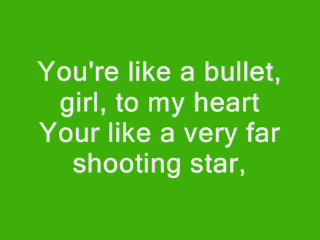 You're like a bullet,
girl, to my heart
Your like a very far
shooting star,